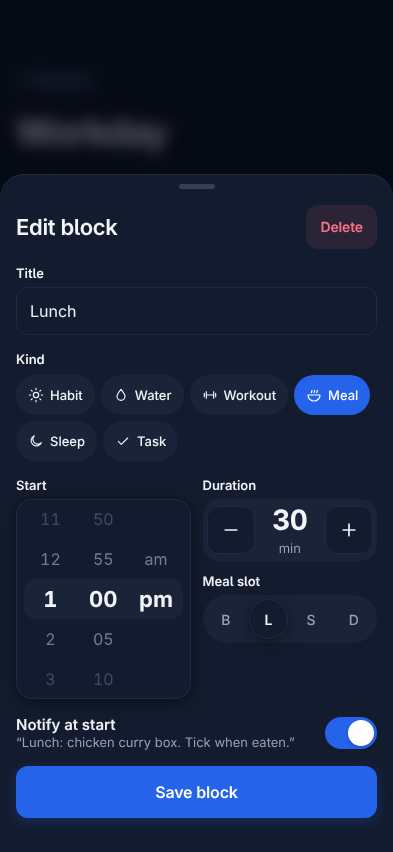 Workday
Edit block
Delete
Title
Lunch
Kind
Habit
Water
Workout
Meal
Sleep
Task
Start
Duration
11 50
12 55 am
1 00 pm
2 05
3 10
30
min
Meal slot
B L S D
Notify at start
“Lunch: chicken curry box. Tick when eaten.”
Save block